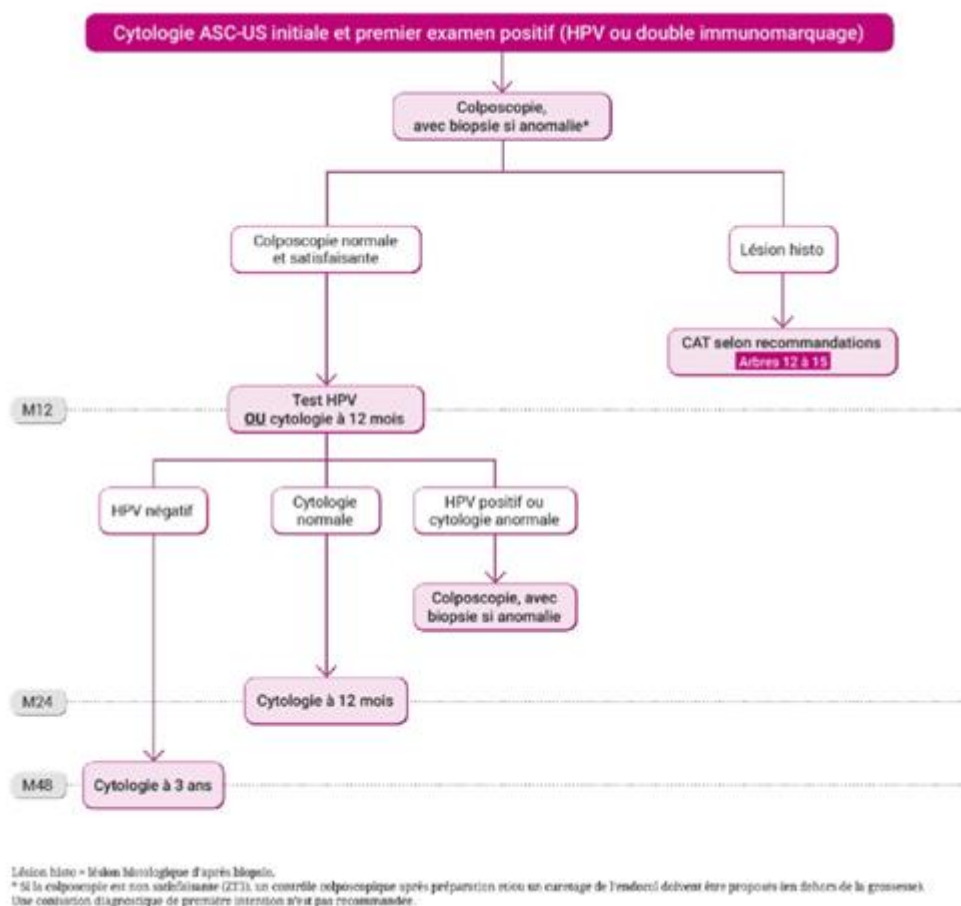 Cytologie ASC-US initiale et premier examen positif (HPV ou double immunomarquage)
Colposcopie,
avec biopsie si anomalie*
Colposcopie normale
et satisfaisante
Lésion histo
CAT selon recommandations
Arbres 12 à 15
M12
Test HPV
OU cytologie à 12 mois
HPV négatif
Cytologie
normale
HPV positif ou
cytologie anormale
Colposcopie, avec
biopsie si anomalie
M24
Cytologie à 12 mois
M48
Cytologie à 3 ans
Lésion histo = lésion histologique d'après biopsie.
* Si la colposcopie est non satisfaisante (ZT3), un contrôle colposcopique après préparation et/ou un curetage de l'endocol doivent être proposés (en dehors de la grossesse).
Une conisation diagnostique de première intention n'est pas recommandée.